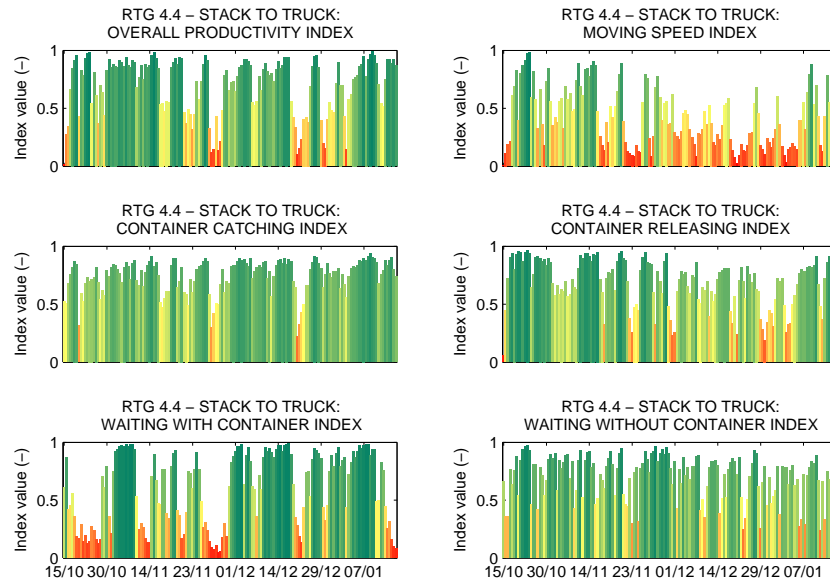 RTG 4.4 − STACK TO TRUCK:
OVERALL PRODUCTIVITY INDEX
Index value (−)
1
0.5
0
RTG 4.4 − STACK TO TRUCK:
MOVING SPEED INDEX
Index value (−)
1
0.5
0
RTG 4.4 − STACK TO TRUCK:
CONTAINER CATCHING INDEX
Index value (−)
1
0.5
0
RTG 4.4 − STACK TO TRUCK:
CONTAINER RELEASING INDEX
Index value (−)
1
0.5
0
RTG 4.4 − STACK TO TRUCK:
WAITING WITH CONTAINER INDEX
Index value (−)
1
0.5
0
15/10 30/10 14/11 23/11 01/12 14/12 29/12 07/01
RTG 4.4 − STACK TO TRUCK:
WAITING WITHOUT CONTAINER INDEX
Index value (−)
1
0.5
0
15/10 30/10 14/11 23/11 01/12 14/12 29/12 07/01